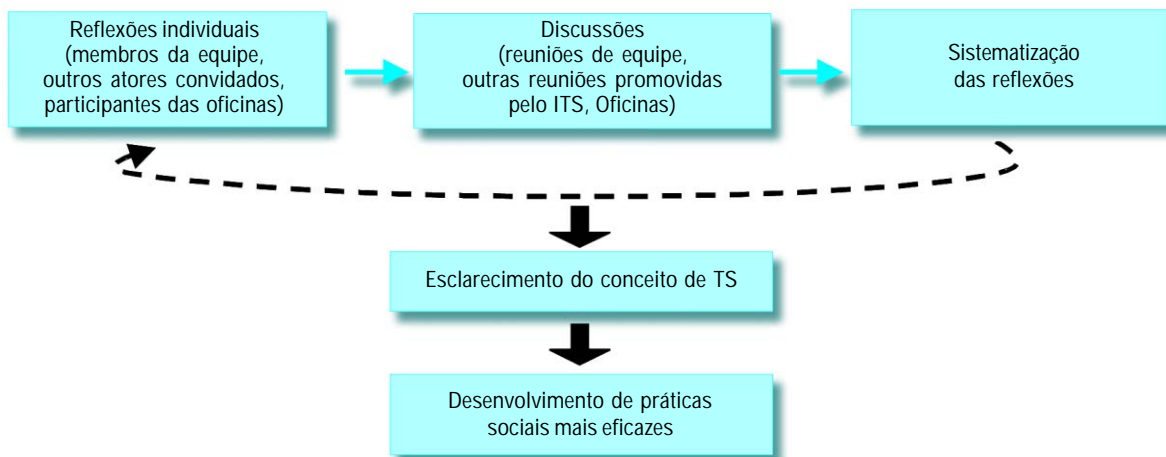 Reflexões individuais
(membros da equipe,
outros atores convidados,
participantes das oficinas)
Discussões
(reuniões de equipe,
outras reuniões promovidas
pelo ITS, Oficinas)
Sistematização
das reflexões
Esclarecimento do conceito de TS
Desenvolvimento de práticas
sociais mais eficazes